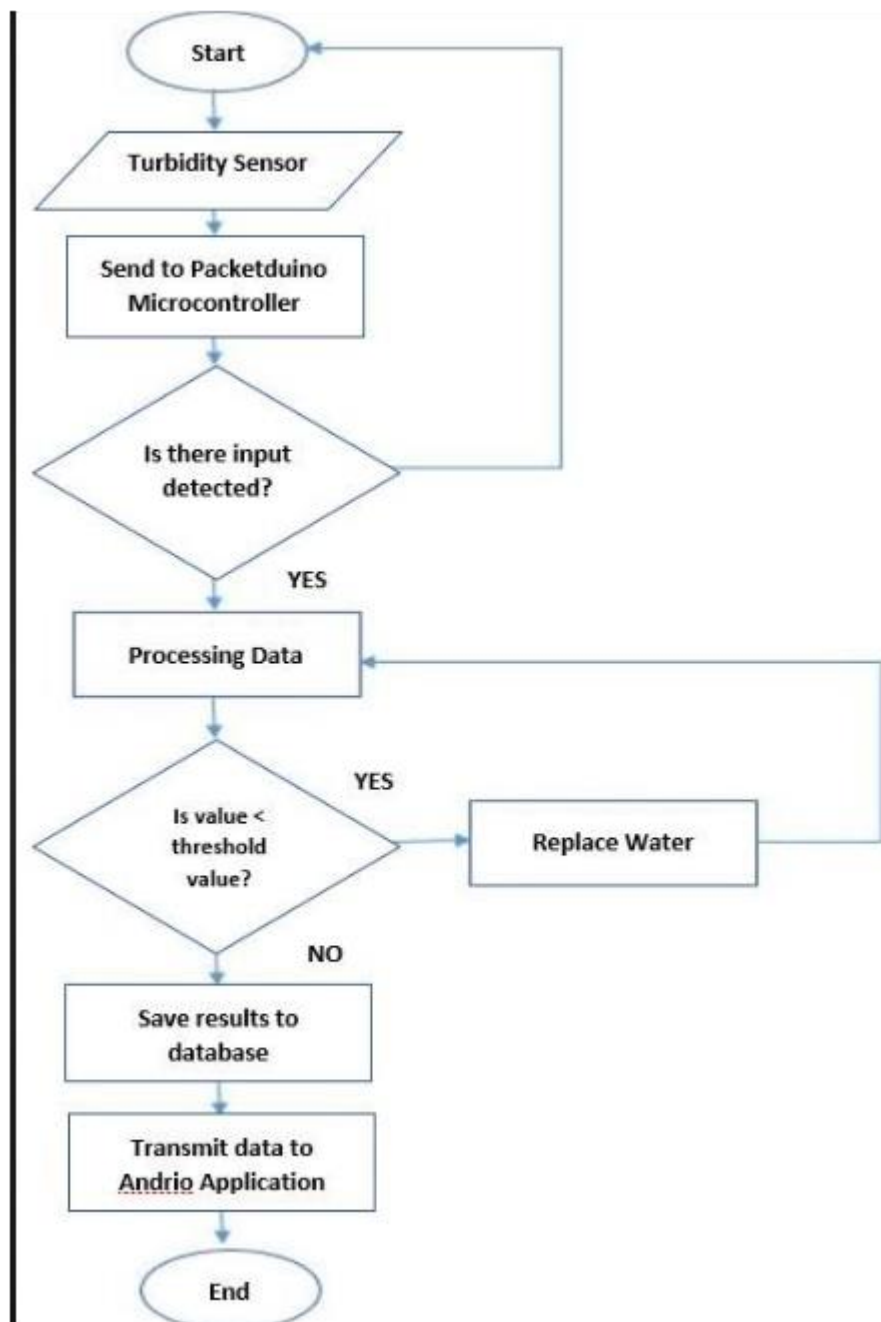 Start
Turbidity Sensor
Send to Packetduino
Microcontroller
Is there input
detected?
YES
Processing Data
YES
Is value <
threshold
value?
Replace Water
NO
Save results to
database
Transmit data to
Andrio Application
End